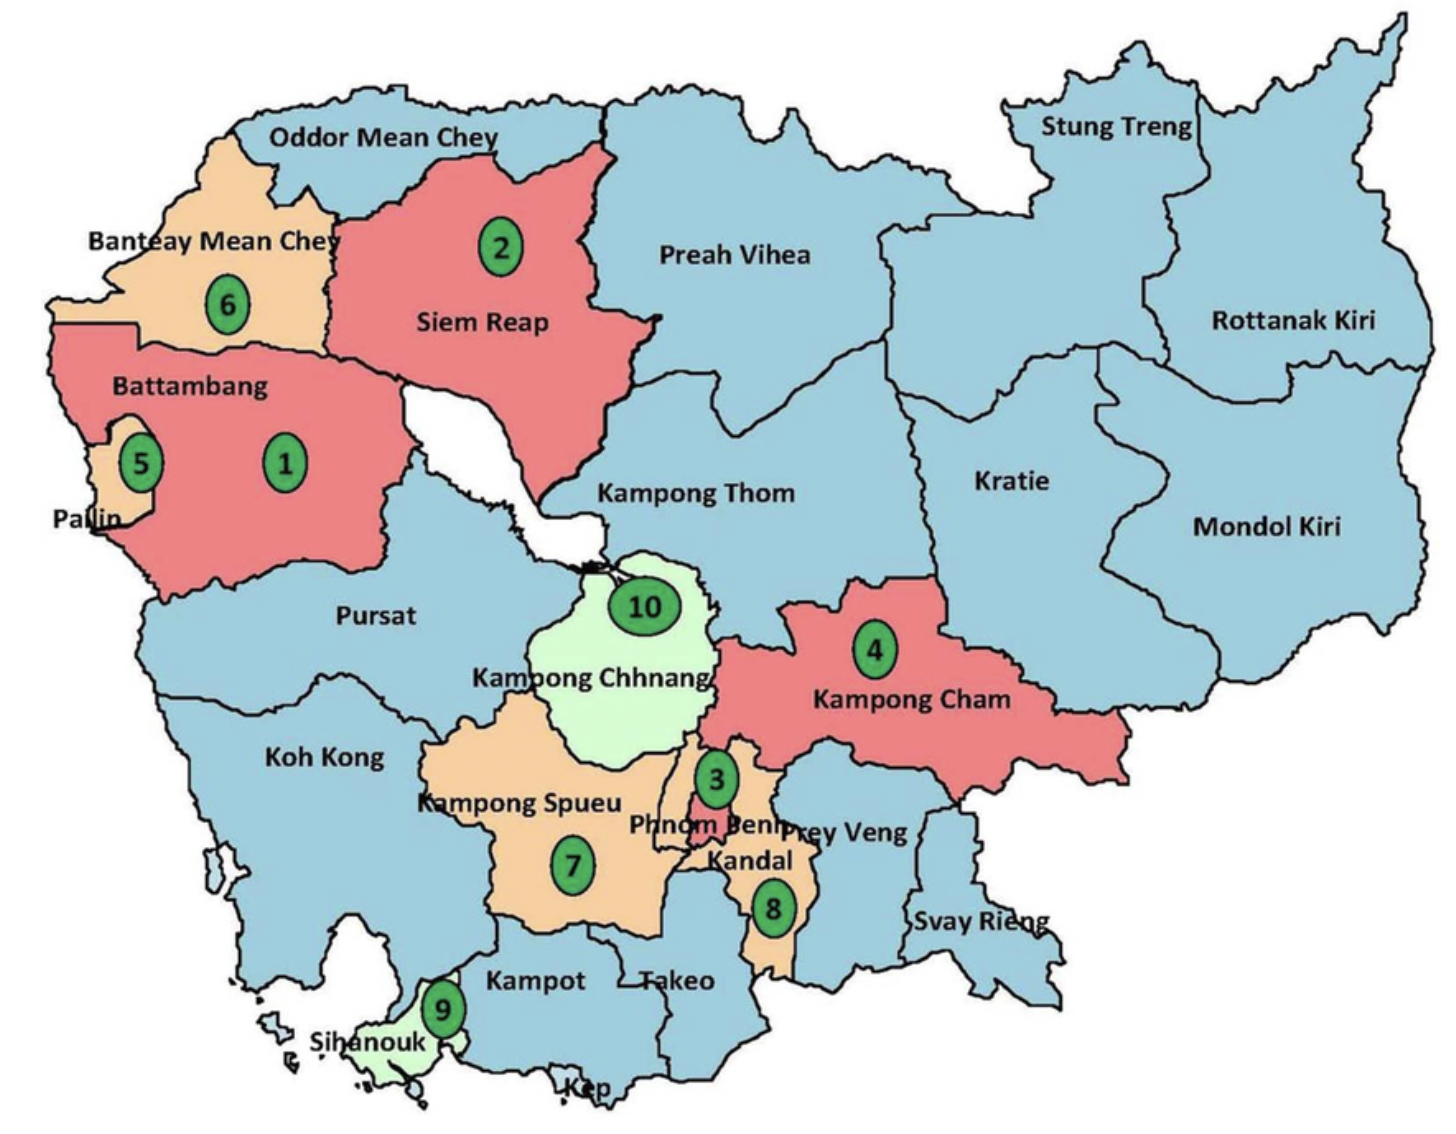 Stung Treng
Oddor Mean Chey
Banteay Mean Chey
2
Preah Vihea
6
Siem Reap
Rottanak Kiri
Battambang
5
1
Kratie
Kampong Thom
Pailin
Mondol Kiri
10
Pursat
4
Kampong Chhnang
Kampong Cham
Koh Kong
3
Kampong Spueu
Phnom Penh
Prey Veng
Kandal
7
8
Svay Rieng
Kampot
Takeo
9
Sihanouk
Kep